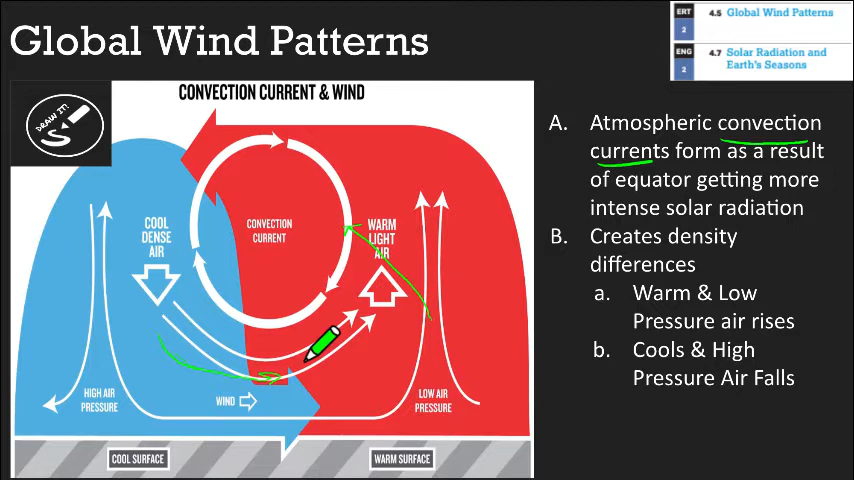 Global Wind Patterns
ERT
2
4.5 Global Wind Patterns
ENG
2
4.7 Solar Radiation and
Earth's Seasons
DRAW IT!
CONVECTION CURRENT & WIND
COOL
DENSE
AIR
CONVECTION
CURRENT
WARM
LIGHT
AIR
HIGH AIR
PRESSURE
WIND
LOW AIR
PRESSURE
COOL SURFACE
WARM SURFACE
A. Atmospheric convection
currents form as a result
of equator getting more
intense solar radiation
B. Creates density
differences
a. Warm & Low
Pressure air rises
b. Cools & High
Pressure Air Falls